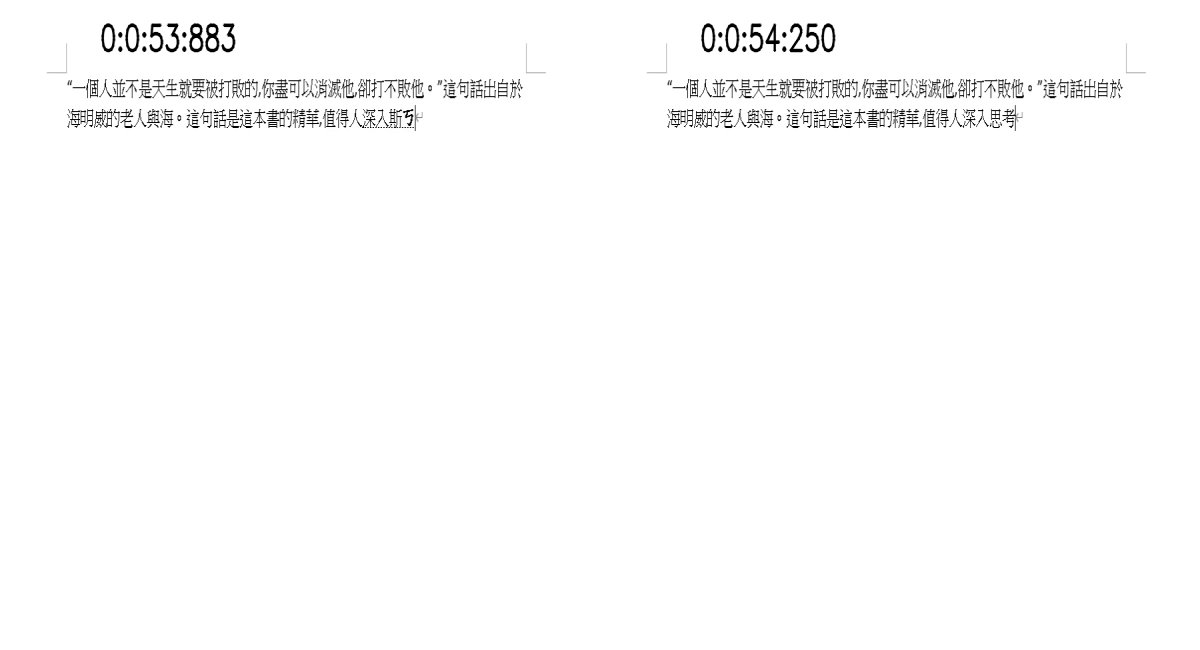 0:0:53:883
“一個人並不是天生就要被打敗的,你盡可以消滅他,卻打不敗他。”這句話出自於
海明威的老人與海。這句話是這本書的精華,值得人深入斯ㄎ
0:0:54:250
“一個人並不是天生就要被打敗的,你盡可以消滅他,卻打不敗他。”這句話出自於
海明威的老人與海。這句話是這本書的精華,值得人深入思考